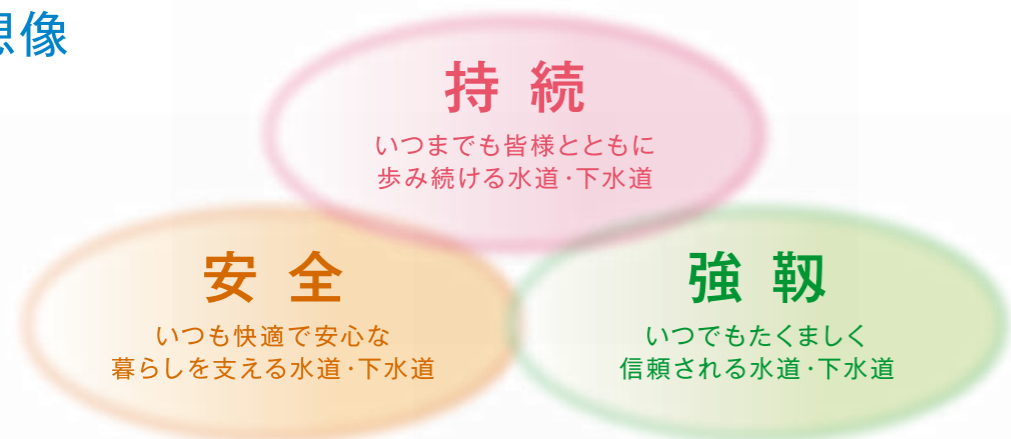 想像
持続
いつまでも皆様とともに
歩み続ける水道・下水道
安全
いつも快適で安心な
暮らしを支える水道・下水道
強靱
いつでもたくましく
信頼される水道・下水道